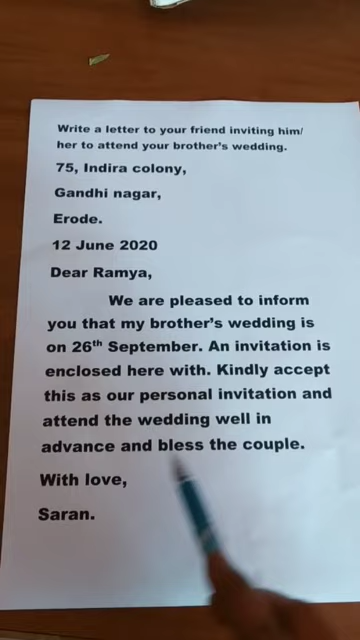 Write a letter to your friend inviting him/
her to attend your brother's wedding.
75, Indira colony,
Gandhi nagar,
Erode.
12 June 2020
Dear Ramya,
We are pleased to inform
you that my brother's wedding is
on 26th September. An invitation is
enclosed here with. Kindly accept
this as our personal invitation and
attend the wedding well in
advance and bless the couple.
With love,
Saran.